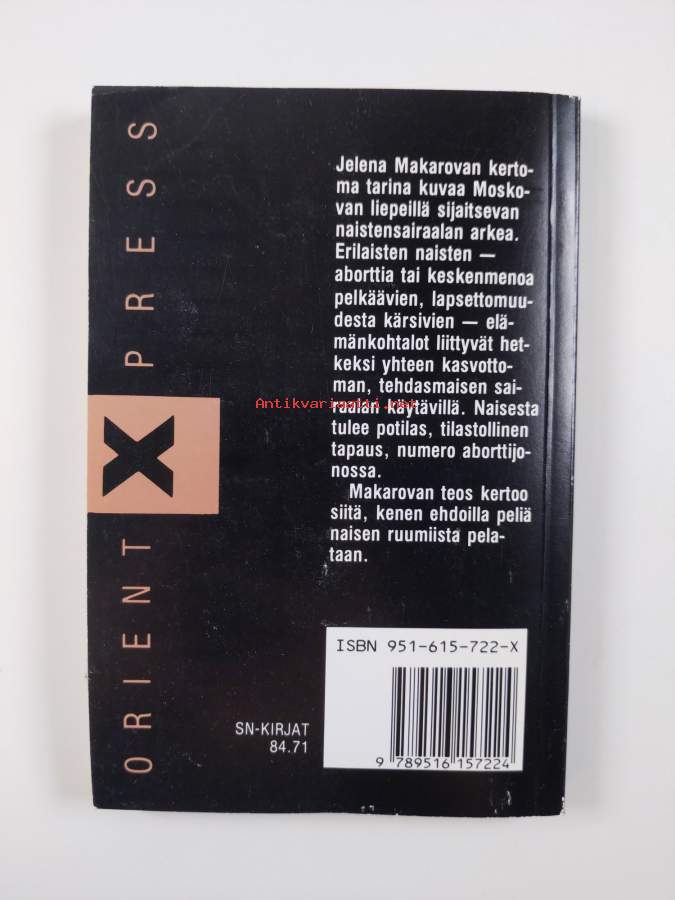 ORIENT X PRESS
Jelena Makarovan kerto-
ma tarina kuvaa Mosko-
van liepeillä sijaitsevan
naistensairaalan arkea.
Erilaisten naisten —
aborttia tai keskenmenoa
pelkäävien, lapsettomuu-
desta kärsivien — elä-
mänkohtalot liittyvät het-
keksi yhteen kasvotto-
man, tehdasmaisen sai-
raalan käytävillä. Naisesta
tulee potilas, tilastollinen
tapaus, numero aborttijo-
nossa.
Makarovan teos kertoo
siitä, kenen ehdoilla peliä
naisen ruumiista pela-
taan.
Antikvariaatti.net
ISBN 951-615-722-X
9 789516 157224
SN-KIRJAT
84.71